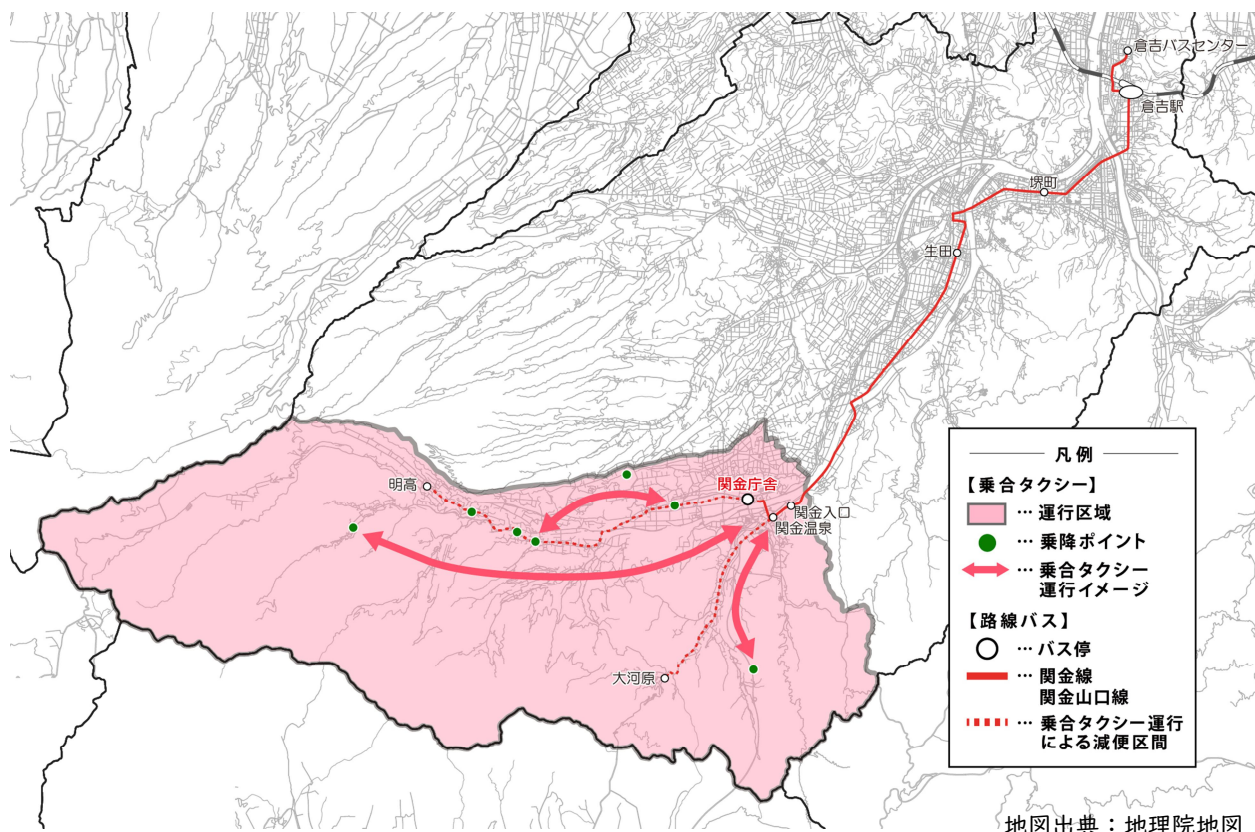 倉吉バスセンター
倉吉駅
堺町
生田
明高
関金庁舎
関金入口
関金温泉
大河原
凡例
【乗合タクシー】
… 運行区域
… 乗降ポイント
… 乗合タクシー
運行イメージ
【路線バス】
… バス停
… 関金線
関金山口線
… 乗合タクシー運行
による減便区間
地図出典：地理院地図